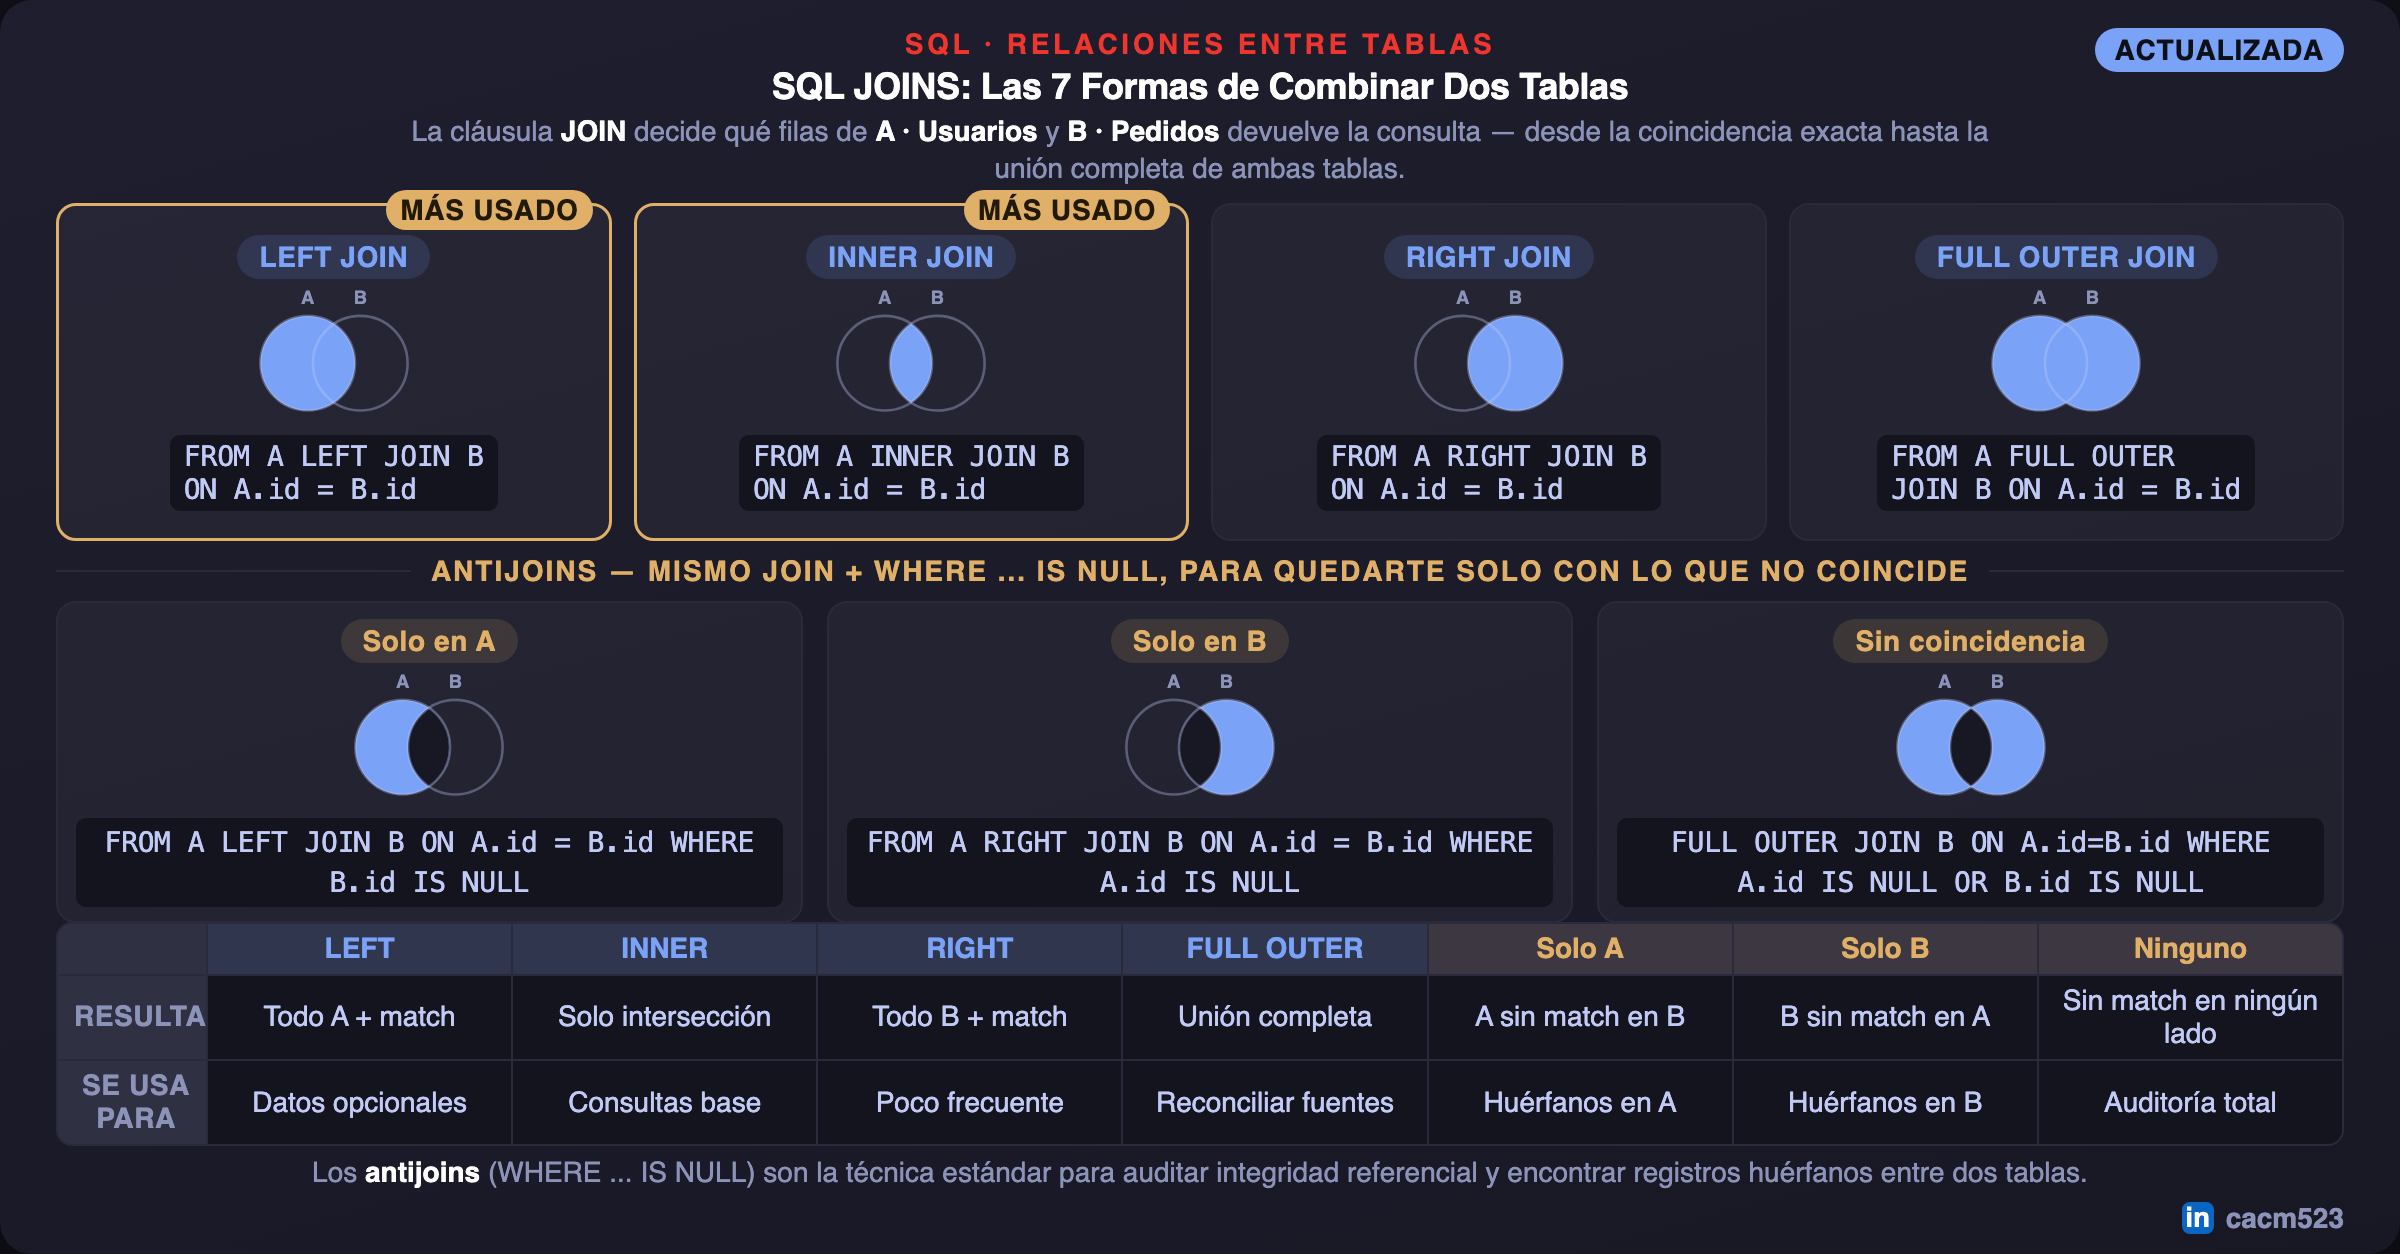 SQL · RELACIONES ENTRE TABLAS
ACTUALIZADA
SQL JOINS: Las 7 Formas de Combinar Dos Tablas
La cláusula JOIN decide qué filas de A · Usuarios y B · Pedidos devuelve la consulta — desde la coincidencia exacta hasta la
unión completa de ambas tablas.
MÁS USADO
LEFT JOIN
A B
FROM A LEFT JOIN B
ON A.id = B.id
MÁS USADO
INNER JOIN
A B
FROM A INNER JOIN B
ON A.id = B.id
RIGHT JOIN
A B
FROM A RIGHT JOIN B
ON A.id = B.id
FULL OUTER JOIN
A B
FROM A FULL OUTER
JOIN B ON A.id = B.id
ANTIJOINS — MISMO JOIN + WHERE ... IS NULL, PARA QUEDARTE SOLO CON LO QUE NO COINCIDE
Solo en A
A B
FROM A LEFT JOIN B ON A.id = B.id WHERE
B.id IS NULL
Solo en B
A B
FROM A RIGHT JOIN B ON A.id = B.id WHERE
A.id IS NULL
Sin coincidencia
A B
FULL OUTER JOIN B ON A.id=B.id WHERE
A.id IS NULL OR B.id IS NULL
LEFT INNER RIGHT FULL OUTER Solo A Solo B Ninguno
RESULTA Todo A + match Solo intersección Todo B + match Unión completa A sin match en B B sin match en A Sin match en ningún
lado
SE USA
PARA Datos opcionales Consultas base Poco frecuente Reconciliar fuentes Huérfanos en A Huérfanos en B Auditoría total
Los antijoins (WHERE ... IS NULL) son la técnica estándar para auditar integridad referencial y encontrar registros huérfanos entre dos tablas.
in cacm523